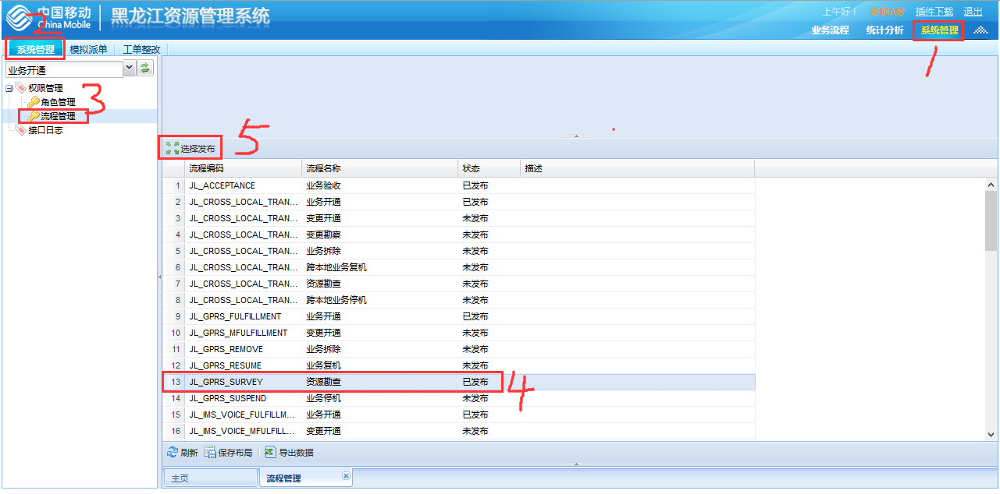 中国移动 China Mobile 黑龙江资源管理系统
上午好！ 插件下载 退出
业务流程 统计分析 系统管理
1
2
系统管理 模拟派单 工单整改
业务开通
权限管理
角色管理
流程管理
接口日志
3
选择发布
5
流程编码 流程名称 状态 描述
1 JL_ACCEPTANCE 业务验收 已发布
2 JL_CROSS_LOCAL_TRAN... 业务开通 已发布
3 JL_CROSS_LOCAL_TRAN... 变更开通 未发布
4 JL_CROSS_LOCAL_TRAN... 变更勘察 未发布
5 JL_CROSS_LOCAL_TRAN... 业务拆除 未发布
6 JL_CROSS_LOCAL_TRAN... 跨本地业务复机 未发布
7 JL_CROSS_LOCAL_TRAN... 资源勘查 未发布
8 JL_CROSS_LOCAL_TRAN... 跨本地业务停机 未发布
9 JL_GPRS_FULFILLMENT 业务开通 已发布
10 JL_GPRS_MFULFILLMENT 变更开通 未发布
11 JL_GPRS_REMOVE 业务拆除 未发布
12 JL_GPRS_RESUME 业务复机 未发布
13 JL_GPRS_SURVEY 资源勘查 已发布
4
14 JL_GPRS_SUSPEND 业务停机 未发布
15 JL_IMS_VOICE_FULFILLM... 业务开通 已发布
16 JL_IMS_VOICE_MFULFILL... 变更开通 未发布
刷新 保存布局 导出数据
主页 流程管理